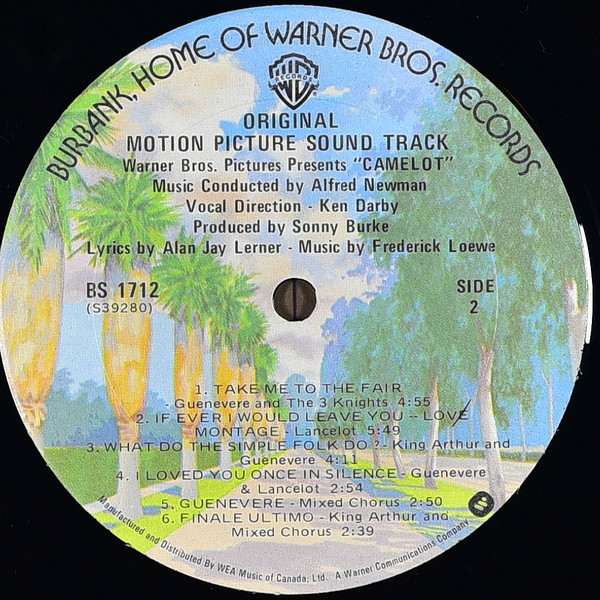 BURBANK, HOME OF WARNER BROS. RECORDS
RECORDS
ORIGINAL
MOTION PICTURE SOUND TRACK
Warner Bros. Pictures Presents "CAMELOT"
Music Conducted by Alfred Newman
Vocal Direction - Ken Darby
Produced by Sonny Burke
Lyrics by Alan Jay Lerner - Music by Frederick Loewe
BS 1712
(S39280)
SIDE
2
1. TAKE ME TO THE FAIR
- Guenevere and The 3 Knights 4:55
2. IF EVER I WOULD LEAVE YOU -- LOVE
MONTAGE - Lancelot 5:49
3. WHAT DO THE SIMPLE FOLK DO? - King Arthur and
Guenevere 4:11
4. I LOVED YOU ONCE IN SILENCE - Guenevere
& Lancelot 2:54
5. GUENEVERE - Mixed Chorus 2:50
6. FINALE ULTIMO - King Arthur and
Mixed Chorus 2:39
Manufactured and Distributed By WEA Music of Canada, Ltd. A Warner Communications Company